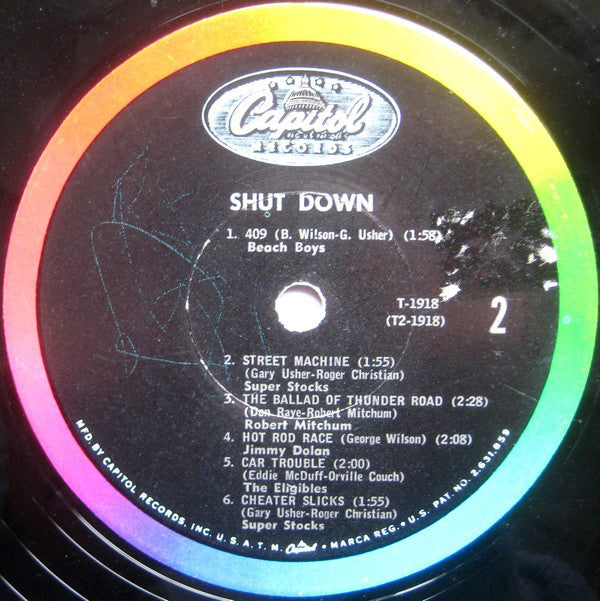 Capitol
RECORDS
SHUT DOWN
1. 409 (B. Wilson-G. Usher) (1:58)
Beach Boys
T-1918
(T2-1918)
2
2. STREET MACHINE (1:55)
(Gary Usher-Roger Christian)
Super Stocks
3. THE BALLAD OF THUNDER ROAD (2:28)
(Don Raye-Robert Mitchum)
Robert Mitchum
4. HOT ROD RACE (George Wilson) (2:08)
Jimmy Dolan
5. CAR TROUBLE (2:00)
(Eddie McDuff-Orville Couch)
The Eligibles
6. CHEATER SLICKS (1:55)
(Gary Usher-Roger Christian)
Super Stocks
MFD. BY CAPITOL RECORDS, INC. U.S.A. T.M. Capitol • MARCA REG. • U.S. PAT. NO. 2,631,859